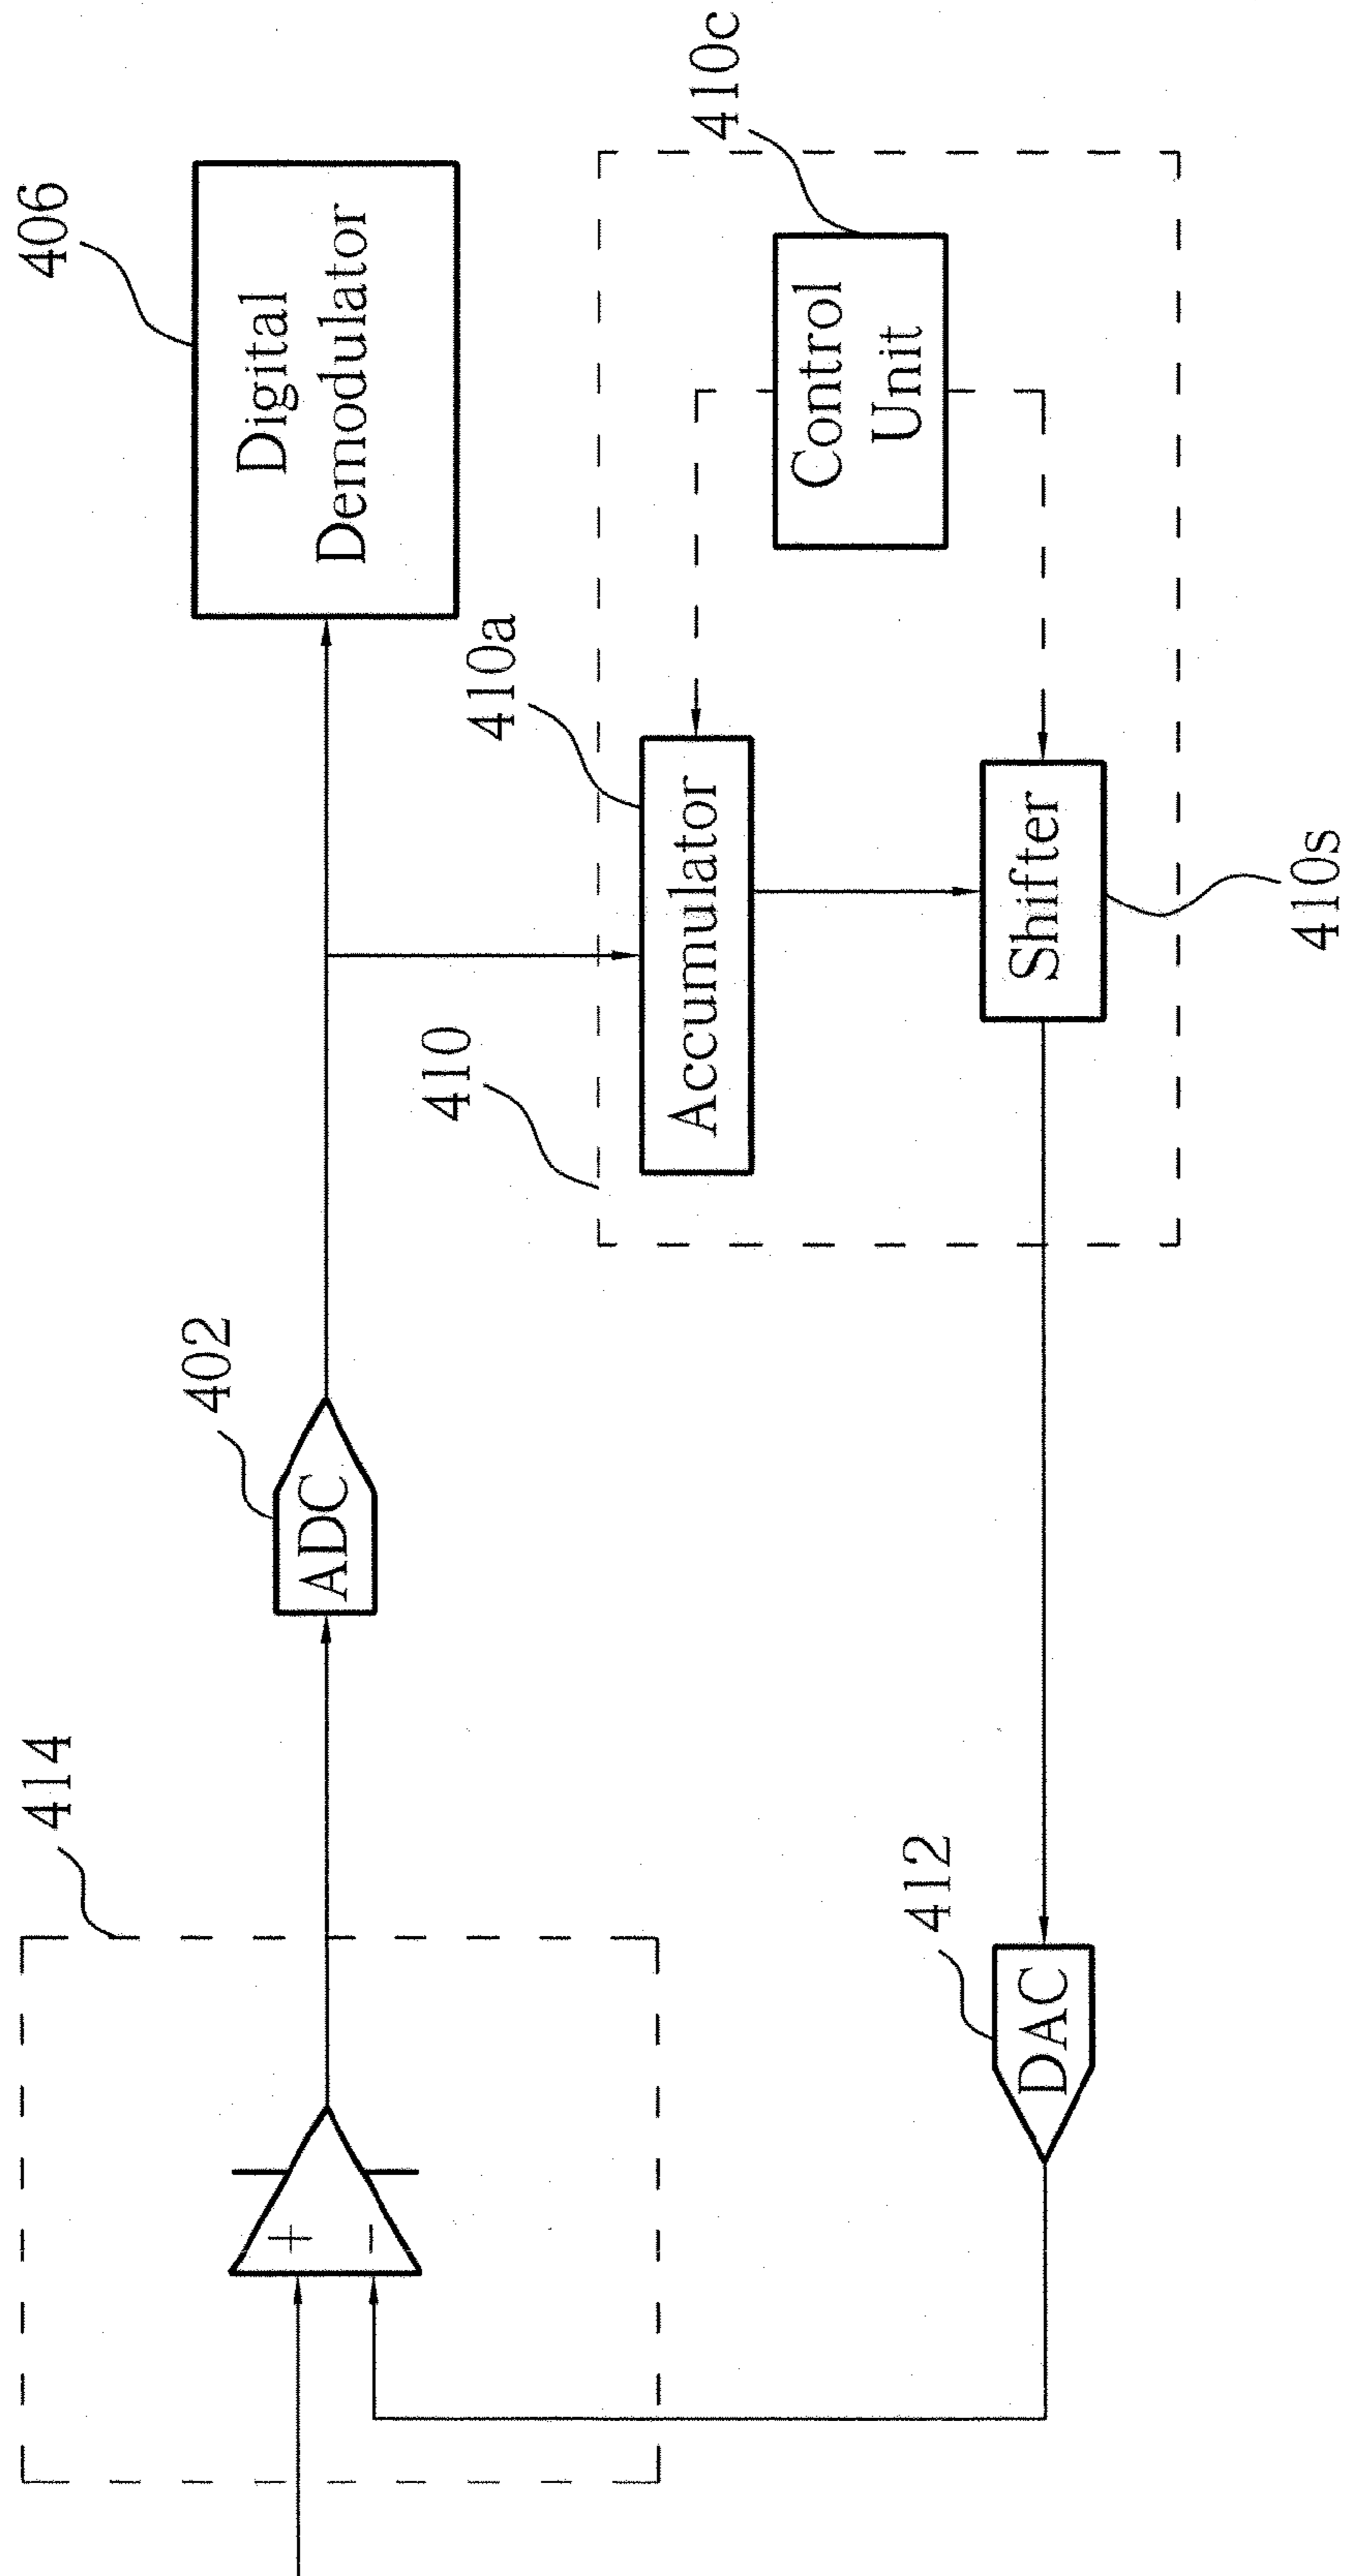 414
+
-
402
ADC
406
Digital
Demodulator
410
410a
Accumulator
410c
Control
Unit
Shifter
410s
412
DAC